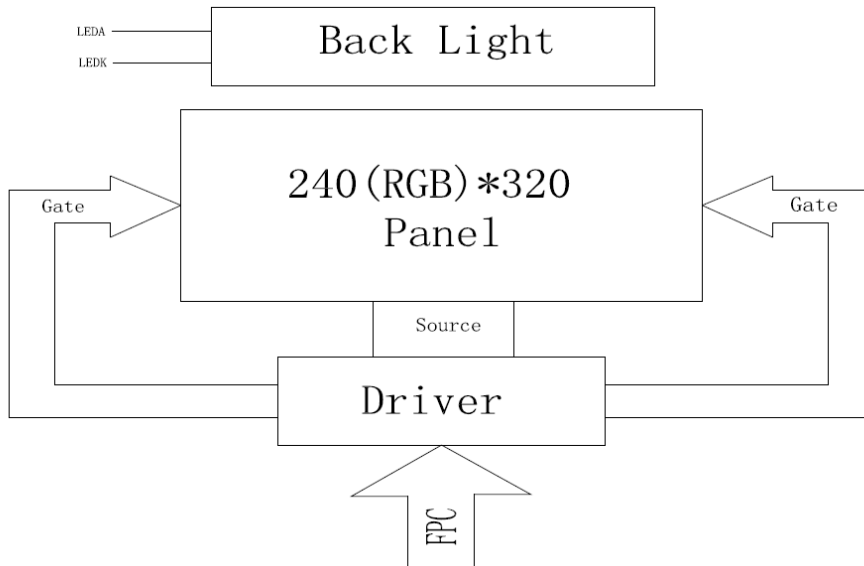 LEDA
LEDK
Back Light
240(RGB)*320
Panel
Gate
Gate
Source
Driver
FPC